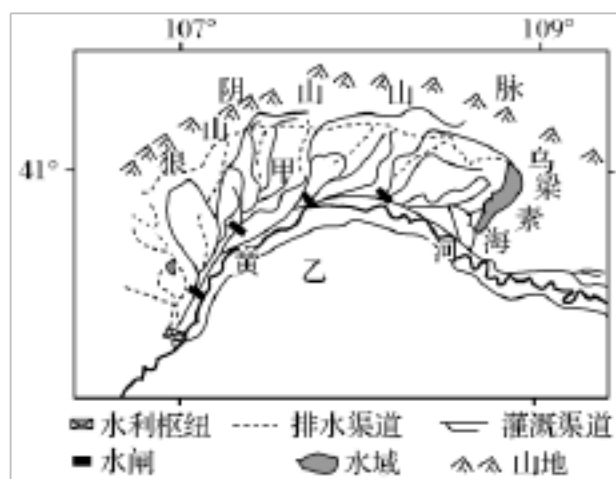 107° 109°
阴 山 山 脉
狼 山
41°
甲
乌梁素海
黄 河
乙
水利枢纽 排水渠道 灌溉渠道
水闸 水域 山地